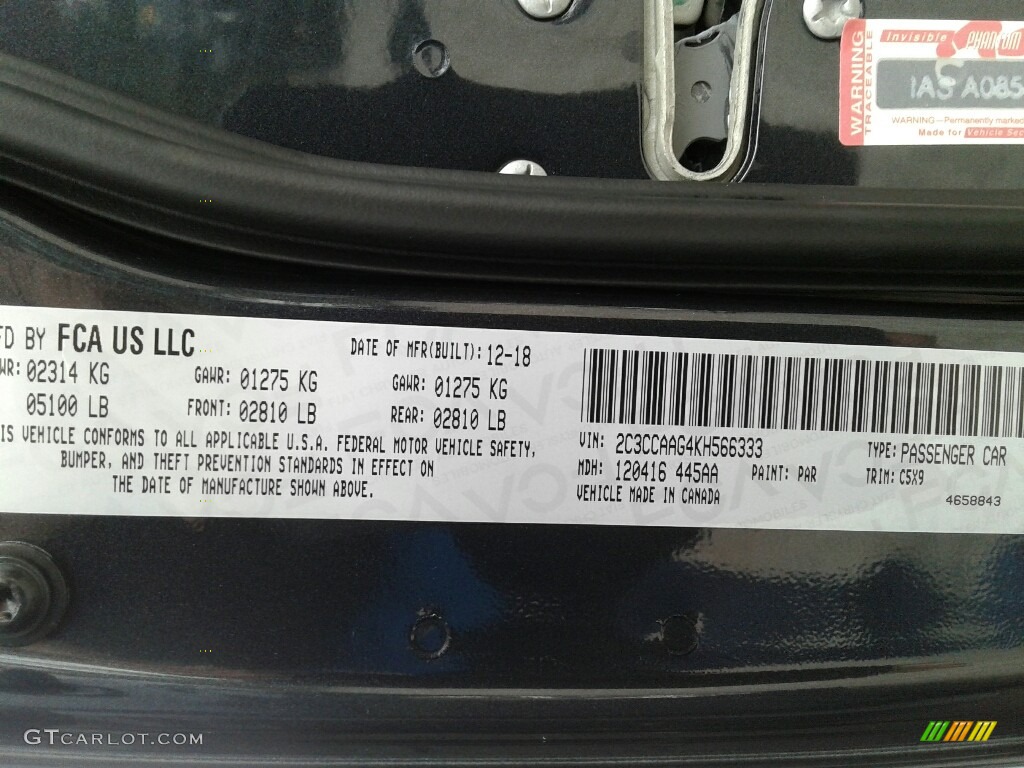 WARNING
TRACEABLE
Invisible PHANTOM
IAS A085
WARNING – Permanently marked
Made for Vehicle Sec
FD BY FCA US LLC
DATE OF MFR(BUILT): 12-18
WR: 02314 KG GAWR: 01275 KG GAWR: 01275 KG
05100 LB FRONT: 02810 LB REAR: 02810 LB
IS VEHICLE CONFORMS TO ALL APPLICABLE U.S.A. FEDERAL MOTOR VEHICLE SAFETY,
BUMPER, AND THEFT PREVENTION STANDARDS IN EFFECT ON
THE DATE OF MANUFACTURE SHOWN ABOVE.
VIN: 2C3CCAAG4KH566333 TYPE: PASSENGER CAR
MDH: 120416 445AA PAINT: PAR TRIM: C5X9
VEHICLE MADE IN CANADA 4658843
GTCARLOT.COM